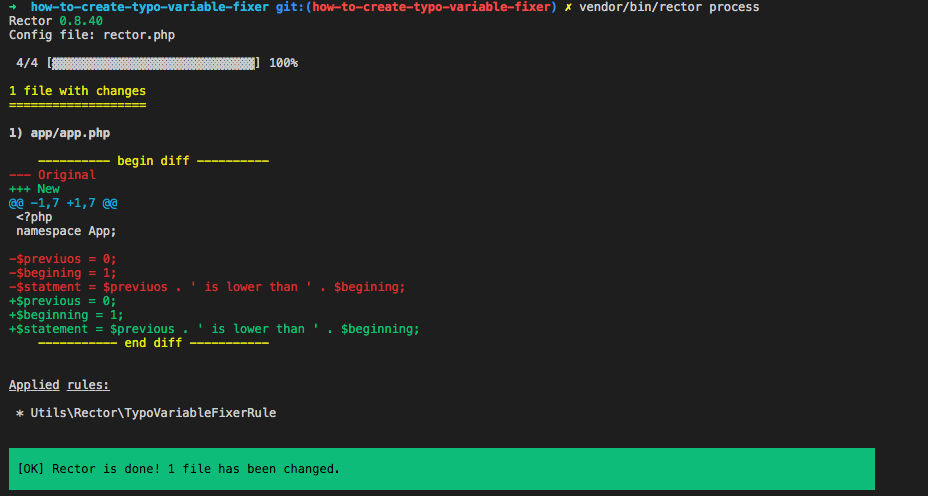 → how-to-create-typo-variable-fixer git:(how-to-create-typo-variable-fixer) ✗ vendor/bin/rector process
Rector 0.8.40
Config file: rector.php
4/4 [▓▓▓▓▓▓▓▓▓▓▓▓▓▓▓▓▓▓▓▓▓▓▓▓▓▓▓▓] 100%
1 file with changes
===================
1) app/app.php
---------- begin diff ----------
--- Original
+++ New
@@ -1,7 +1,7 @@
<?php
namespace App;
-$previuos = 0;
-$begining = 1;
-$statment = $previuos . ' is lower than ' . $begining;
+$previous = 0;
+$beginning = 1;
+$statement = $previous . ' is lower than ' . $beginning;
----------- end diff -----------
Applied rules:
* Utils\Rector\TypoVariableFixerRule
[OK] Rector is done! 1 file has been changed.